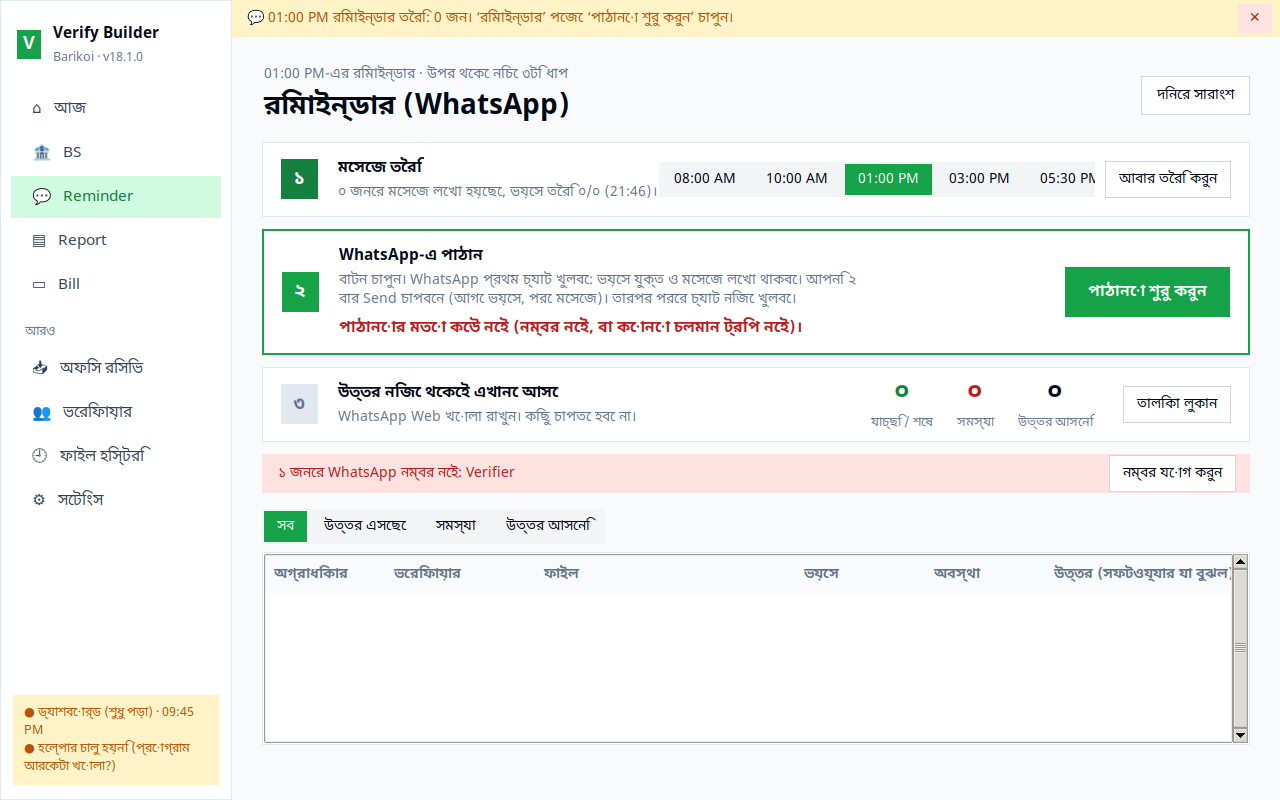 💬 01:00 PM রিমাইন্ডার তৈরি: 0 জন। ‘রিমাইন্ডার’ পেজে ‘পাঠানো শুরু করুন’ চাপুন।
✕
V
Verify Builder
Barikoi · v18.1.0
আজ
BS
Reminder
Report
Bill
আরও
অফিস রিসিভ
ভেরিফায়ার
ফাইল হিস্টরি
সেটিংস
● ড্যাশবোর্ড (শুধু পড়া) · 09:45
PM
● হেল্পার চালু হয়নি (প্রোগ্রাম
আরেকটা খোলা?)
01:00 PM-এর রিমাইন্ডার · উপর থেকে নিচে ৩টি ধাপ
রিমাইন্ডার (WhatsApp)
দিনের সারাংশ
১
মেসেজ তৈরি
০ জনের মেসেজ লেখা হয়েছে, ভয়েস তৈরি ০/০ (21:46)।
08:00 AM
10:00 AM
01:00 PM
03:00 PM
05:30 PM
আবার তৈরি করুন
২
WhatsApp-এ পাঠান
বাটন চাপুন। WhatsApp প্রথম চ্যাট খুলবে: ভয়েস যুক্ত ও মেসেজ লেখা থাকবে। আপনি ২
বার Send চাপবেন (আগে ভয়েস, পরে মেসেজ)। তারপর পরের চ্যাট নিজে খুলবে।
পাঠানোর মতো কেউ নেই (নম্বর নেই, বা কোনো চলমান ট্রিপ নেই)।
পাঠানো শুরু করুন
৩
উত্তর নিজে থেকেই এখানে আসে
WhatsApp Web খোলা রাখুন। কিছু চাপতে হবে না।
০
যাচ্ছি / শেষ
০
সমস্যা
০
উত্তর আসেনি
তালিকা লুকান
১ জনের WhatsApp নম্বর নেই: Verifier
নম্বর যোগ করুন
সব
উত্তর এসেছে
সমস্যা
উত্তর আসেনি
অগ্রাধিকার
ভেরিফায়ার
ফাইল
ভয়েস
অবস্থা
উত্তর (সফটওয়্যার যা বুঝল)